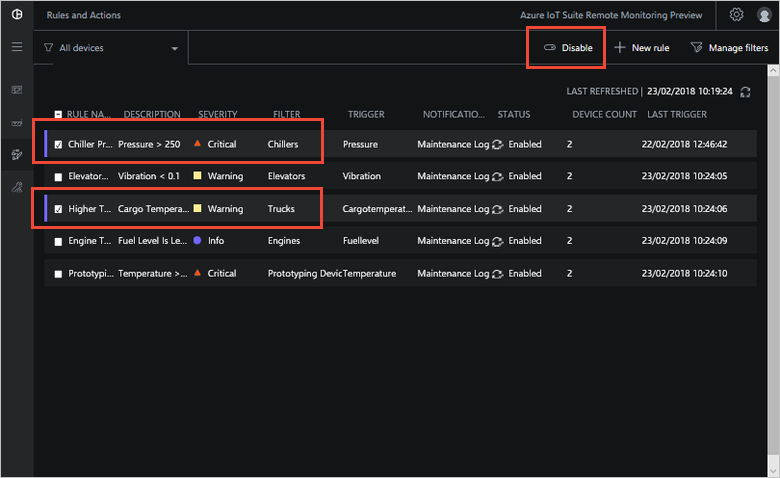 Rules and Actions Azure IoT Suite Remote Monitoring Preview
All devices Disable New rule Manage filters
LAST REFRESHED | 23/02/2018 10:19:24
RULE NA... DESCRIPTION SEVERITY FILTER TRIGGER NOTIFICATIO... STATUS DEVICE COUNT LAST TRIGGER
Chiller Pr... Pressure > 250 Critical Chillers Pressure Maintenance Log Enabled 2 22/02/2018 12:46:42
Elevator... Vibration < 0.1 Warning Elevators Vibration Maintenance Log Enabled 2 23/02/2018 10:24:05
Higher T... Cargo Tempera... Warning Trucks Cargotemperat... Maintenance Log Enabled 2 23/02/2018 10:24:06
Engine T... Fuel Level Is Le... Info Engines Fuellevel Maintenance Log Enabled 2 23/02/2018 10:24:09
Prototypi... Temperature >... Critical Prototyping Devic Temperature Maintenance Log Enabled 2 23/02/2018 10:24:10